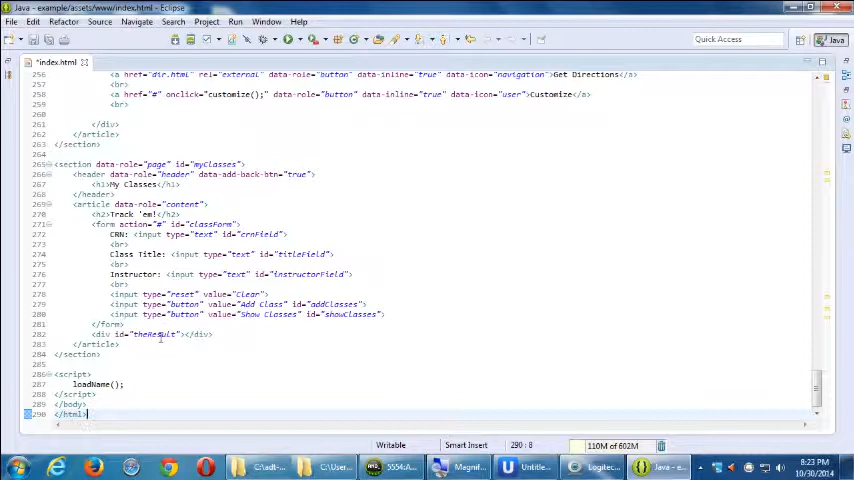 Java - example/assets/www/index.html - Eclipse
File Edit Refactor Source Navigate Search Project Run Window Help
Quick Access
Java
*index.html
256 <a href="dir.html" rel="external" data-role="button" data-inline="true" data-icon="navigation">Get Directions</a>
257 <br>
258 <a href="#" onclick="customize();" data-role="button" data-inline="true" data-icon="user">Customize</a>
259 <br>
260
261 </div>
262 </article>
263 </section>
264
265 <section data-role="page" id="myClasses">
266 <header data-role="header" data-add-back-btn="true">
267 <h1>My Classes</h1>
268 </header>
269 <article data-role="content">
270 <h2>Track 'em!</h2>
271 <form action="#" id="classForm">
272 CRN: <input type="text" id="crnField">
273 <br>
274 Class Title: <input type="text" id="titleField">
275 <br>
276 Instructor: <input type="text" id="instructorField">
277 <br>
278 <input type="reset" value="Clear">
279 <input type="button" value="Add Class" id="addClasses">
280 <input type="button" value="Show Classes" id="showClasses">
281 </form>
282 <div id="theResult"></div>
283 </article>
284 </section>
285
286 <script>
287 loadName();
288 </script>
289 </body>
290 </html>
Writable Smart Insert 290 : 8 110M of 602M
C:\adt-... C:\User... 5554:A... Magnif... Untitle... Logitec... Java - e...
8:23 PM
10/30/2014